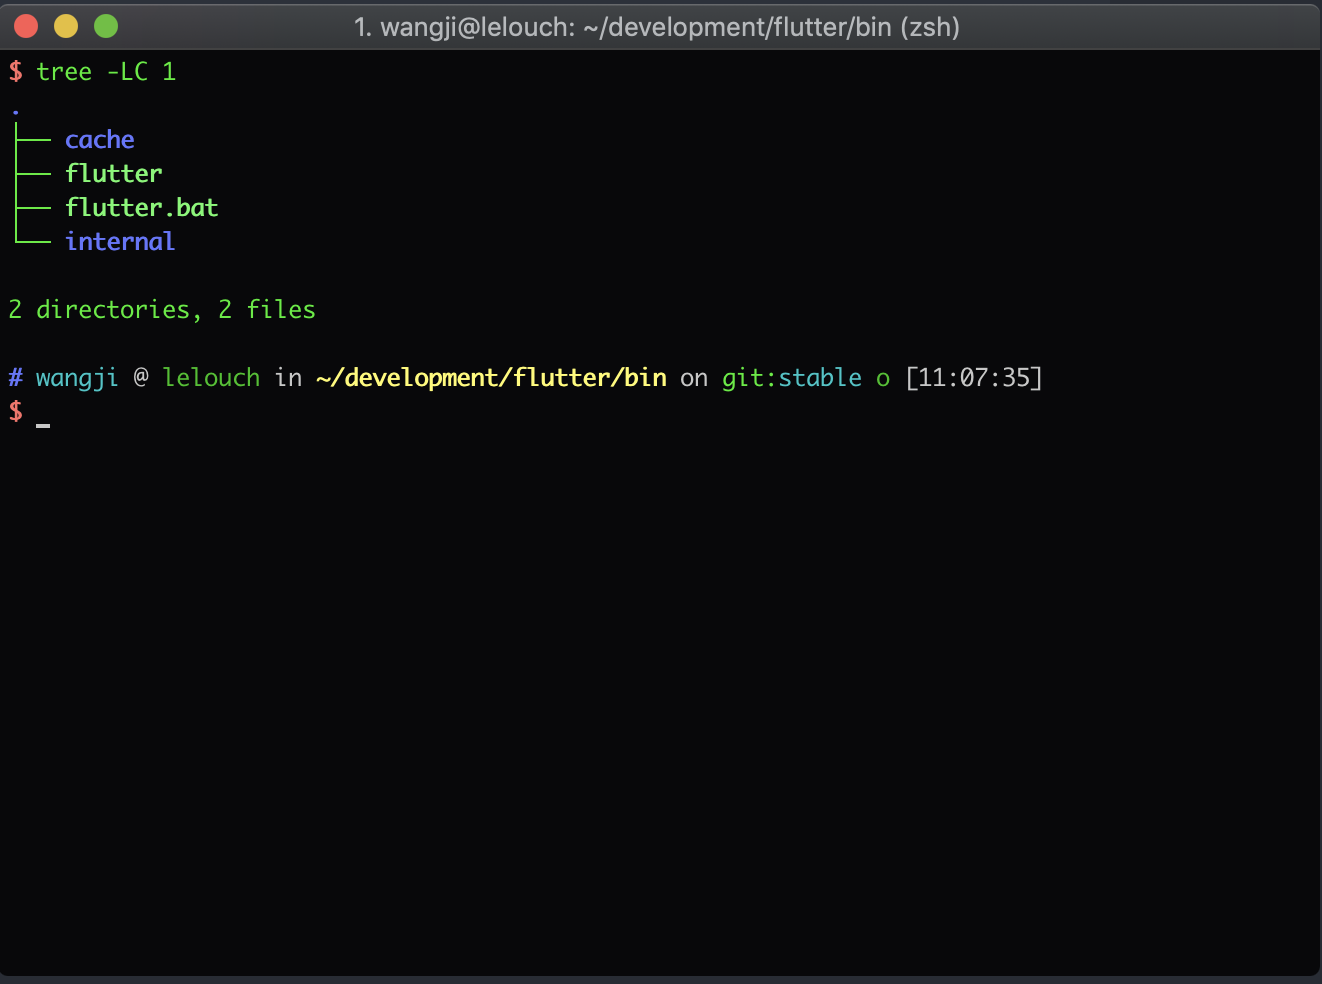 1. wangji@lelouch: ~/development/flutter/bin (zsh)
$ tree -LC 1
.
├── cache
├── flutter
├── flutter.bat
└── internal
2 directories, 2 files
# wangji @ lelouch in ~/development/flutter/bin on git:stable o [11:07:35]
$